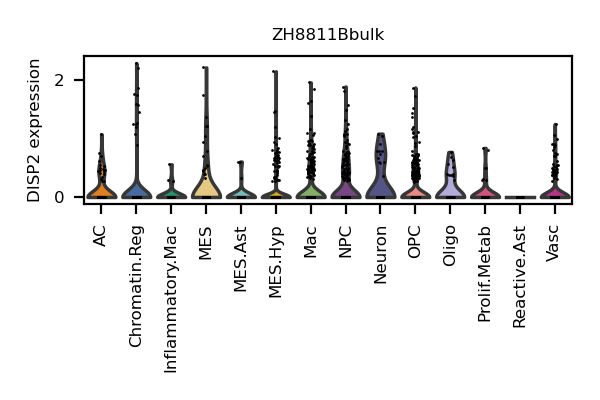 ZH8811Bbulk
DISP2 expression
2
0
AC
Chromatin.Reg
Inflammatory.Mac
MES
MES.Ast
MES.Hyp
Mac
NPC
Neuron
OPC
Oligo
Prolif.Metab
Reactive.Ast
Vasc